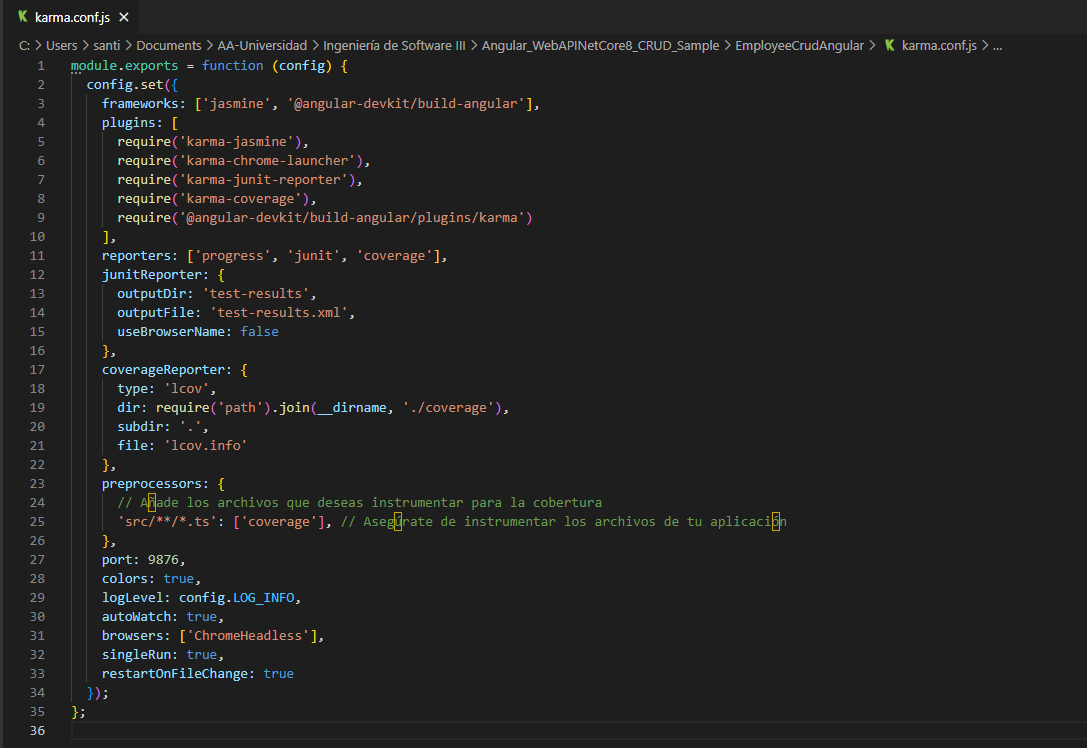 karma.conf.js
C: > Users > santi > Documents > AA-Universidad > Ingeniería de Software III > Angular_WebAPINetCore8_CRUD_Sample > EmployeeCrudAngular > karma.conf.js > ...
1 module.exports = function (config) {
2   config.set({
3     frameworks: ['jasmine', '@angular-devkit/build-angular'],
4     plugins: [
5       require('karma-jasmine'),
6       require('karma-chrome-launcher'),
7       require('karma-junit-reporter'),
8       require('karma-coverage'),
9       require('@angular-devkit/build-angular/plugins/karma')
10     ],
11     reporters: ['progress', 'junit', 'coverage'],
12     junitReporter: {
13       outputDir: 'test-results',
14       outputFile: 'test-results.xml',
15       useBrowserName: false
16     },
17     coverageReporter: {
18       type: 'lcov',
19       dir: require('path').join(__dirname, './coverage'),
20       subdir: '.',
21       file: 'lcov.info'
22     },
23     preprocessors: {
24       // Añade los archivos que deseas instrumentar para la cobertura
25       'src/**/*.ts': ['coverage'], // Asegúrate de instrumentar los archivos de tu aplicación
26     },
27     port: 9876,
28     colors: true,
29     logLevel: config.LOG_INFO,
30     autoWatch: true,
31     browsers: ['ChromeHeadless'],
32     singleRun: true,
33     restartOnFileChange: true
34   });
35 };
36